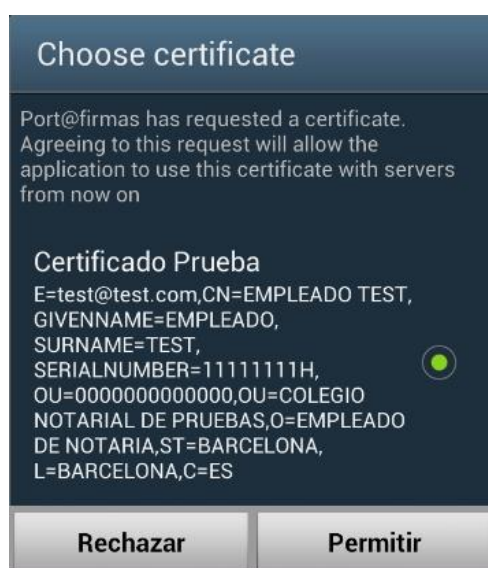 Choose certificate
Port@firmas has requested a certificate.
Agreeing to this request will allow the
application to use this certificate with servers
from now on
Certificado Prueba
E=test@test.com,CN=EMPLEADO TEST,
GIVENNAME=EMPLEADO,
SURNAME=TEST,
SERIALNUMBER=11111111H,
OU=0000000000000,OU=COLEGIO
NOTARIAL DE PRUEBAS,O=EMPLEADO
DE NOTARIA,ST=BARCELONA,
L=BARCELONA,C=ES
Rechazar
Permitir